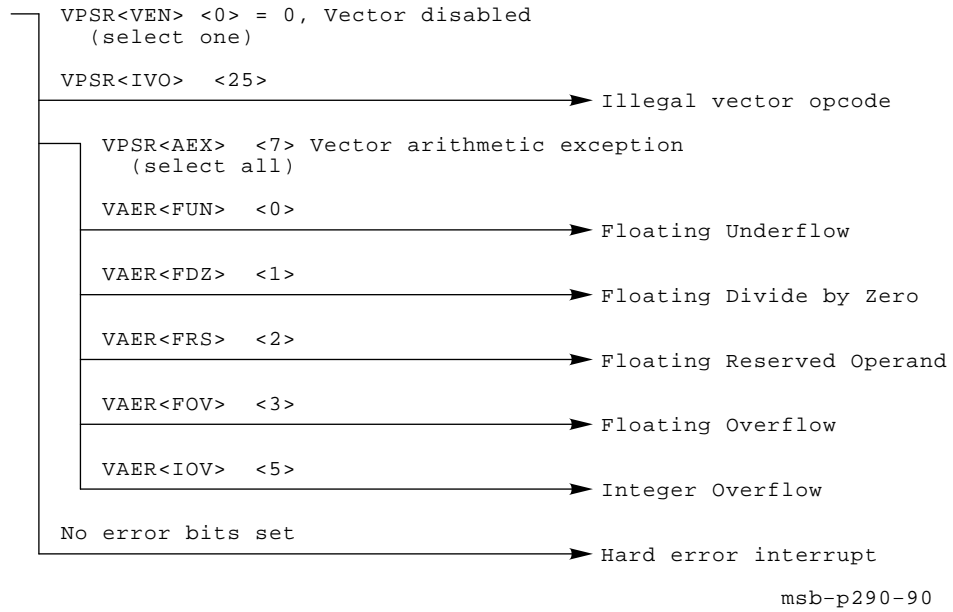 VPSR<VEN> <0> = 0, Vector disabled
(select one)
VPSR<IVO> <25>
Illegal vector opcode
VPSR<AEX> <7> Vector arithmetic exception
(select all)
VAER<FUN> <0>
Floating Underflow
VAER<FDZ> <1>
Floating Divide by Zero
VAER<FRS> <2>
Floating Reserved Operand
VAER<FOV> <3>
Floating Overflow
VAER<IOV> <5>
Integer Overflow
No error bits set
Hard error interrupt
msb-p290-90